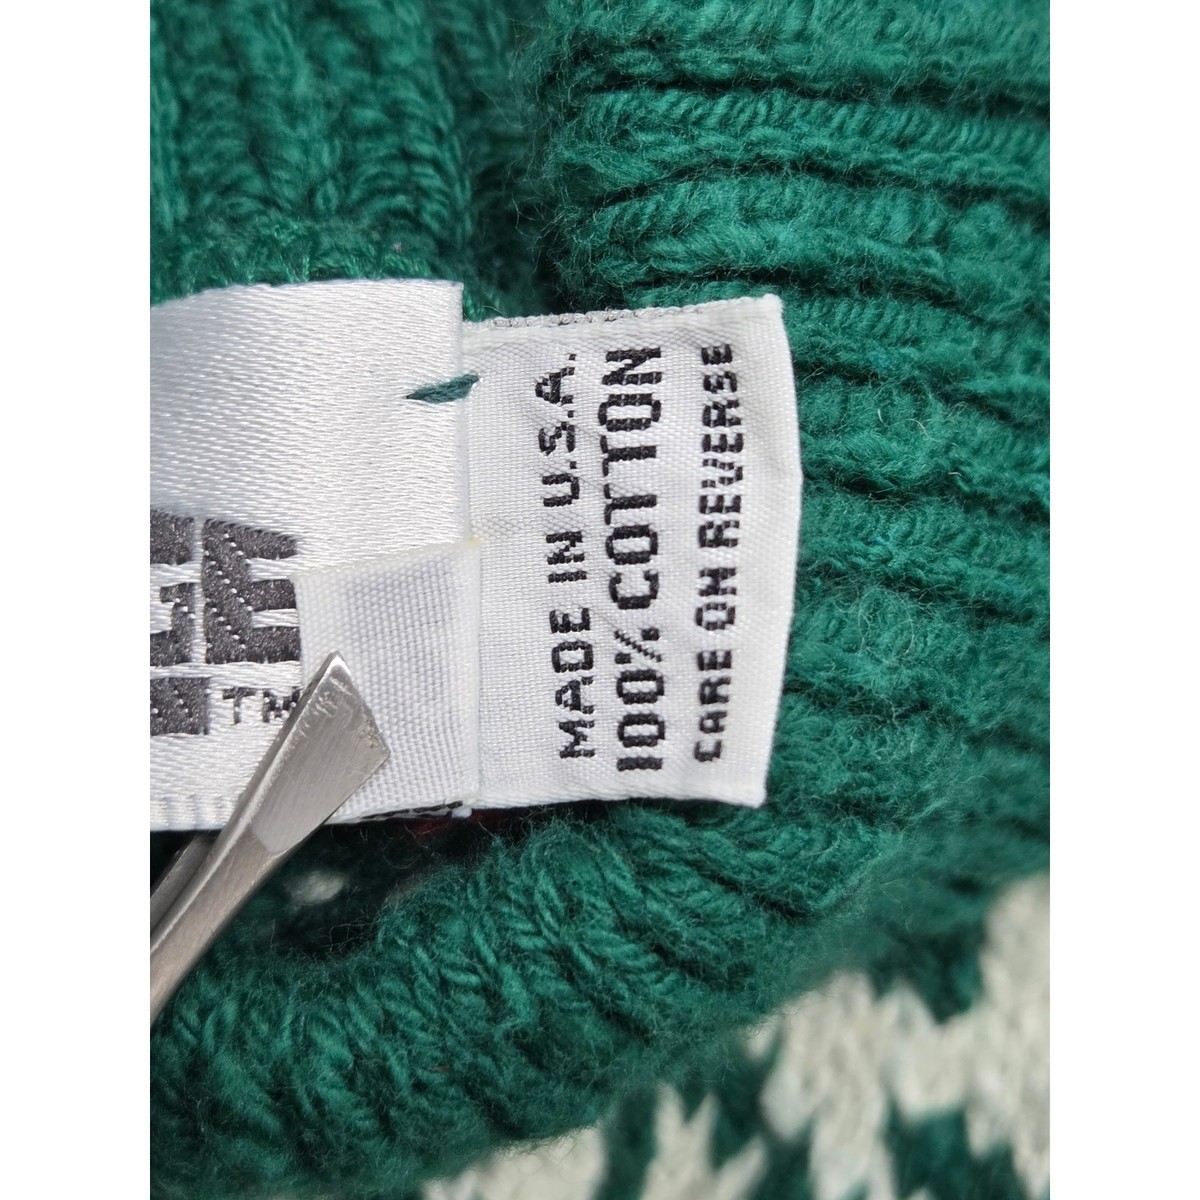 MADE IN U.S.A.
100% COTTON
CARE ON REVERSE
TM